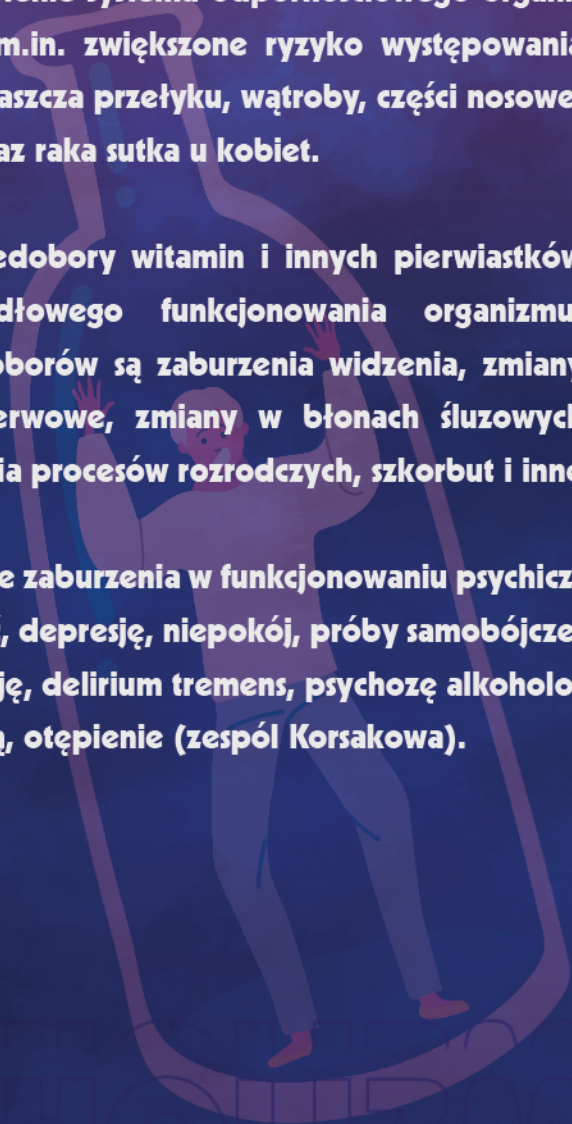 m.in. zwiększone ryzyko występowania
aszcza przełyku, wątroby, części nosowe
az raka sutka u kobiet.
edobory witamin i innych pierwiastków
dłowego funkcjonowania organizmu
oborów są zaburzenia widzenia, zmiany
erwowe, zmiany w błonach śluzowych
ia procesów rozrodczych, szkorbut i inne
e zaburzenia w funkcjonowaniu psychicz
, depresję, niepokój, próby samobójcze
ję, delirium tremens, psychozę alkoholo
ą, otępienie (zespól Korsakowa).